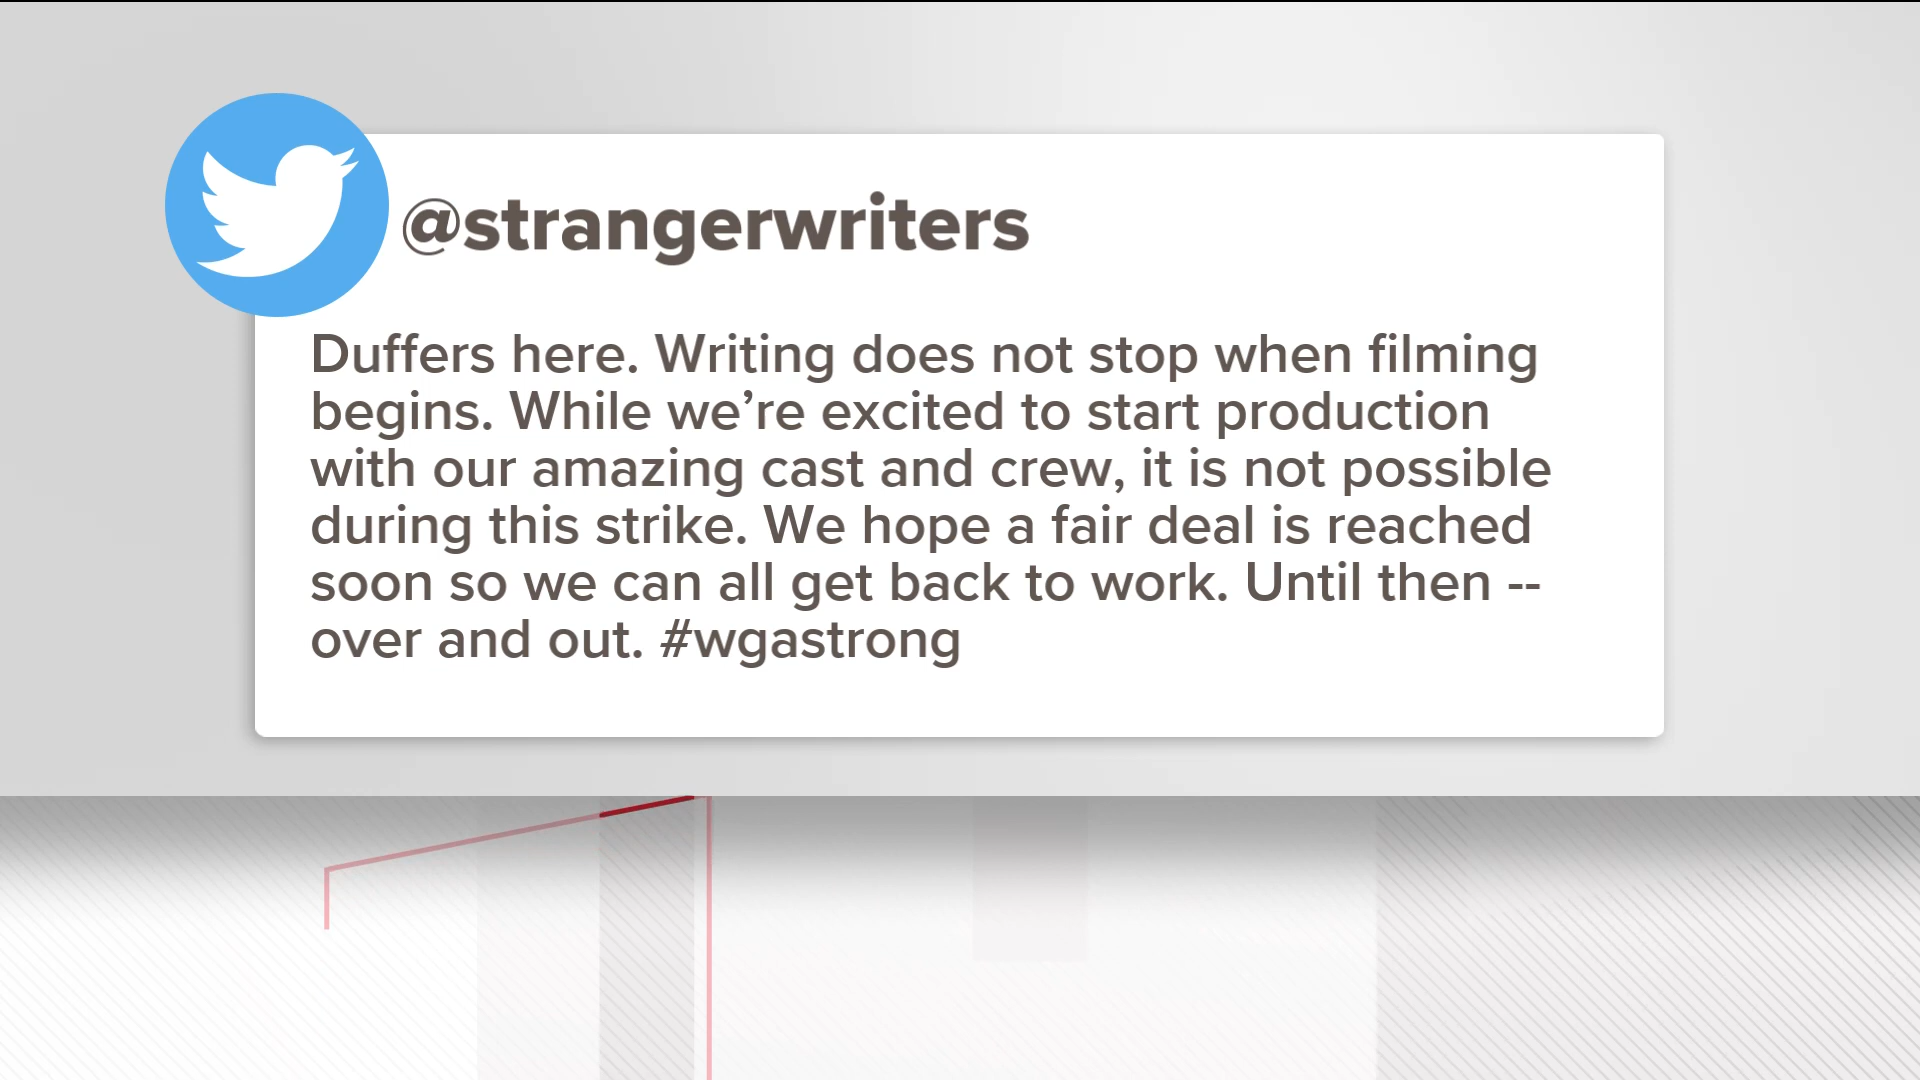 @strangerwriters
Duffers here. Writing does not stop when filming
begins. While we’re excited to start production
with our amazing cast and crew, it is not possible
during this strike. We hope a fair deal is reached
soon so we can all get back to work. Until then --
over and out. #wgastrong